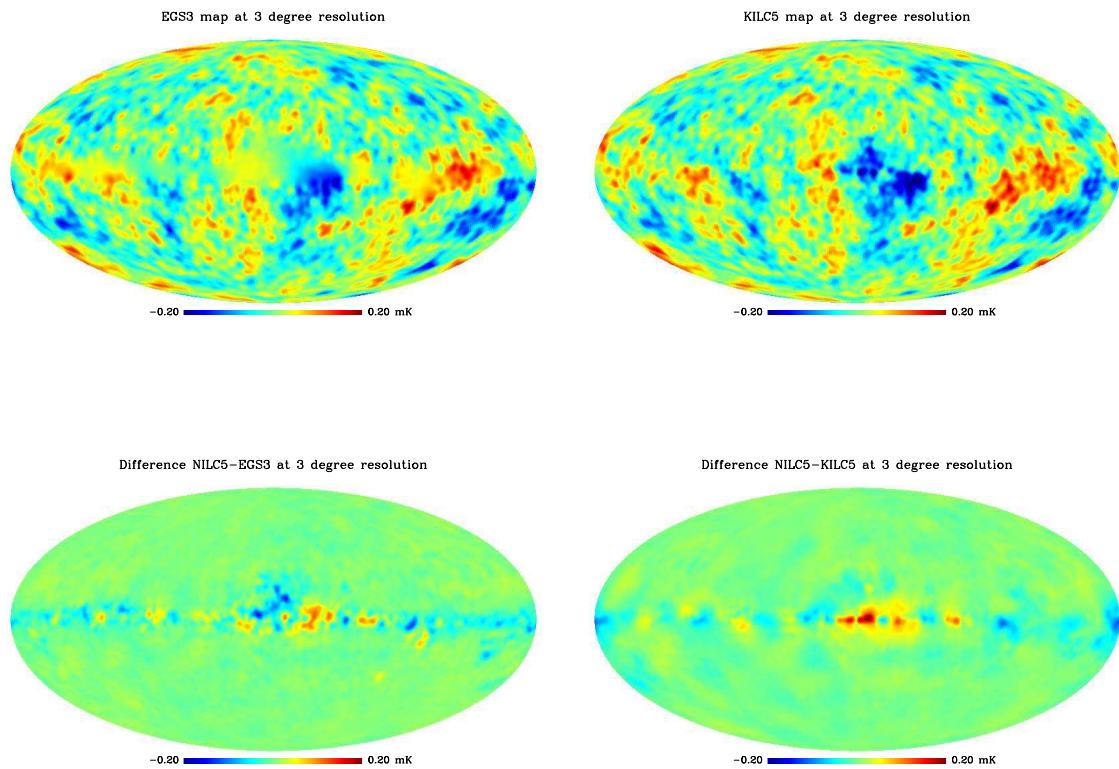 EGS3 map at 3 degree resolution
KILC5 map at 3 degree resolution
−0.20 0.20 mK
−0.20 0.20 mK
Difference NILC5−EGS3 at 3 degree resolution
Difference NILC5−KILC5 at 3 degree resolution
−0.20 0.20 mK
−0.20 0.20 mK